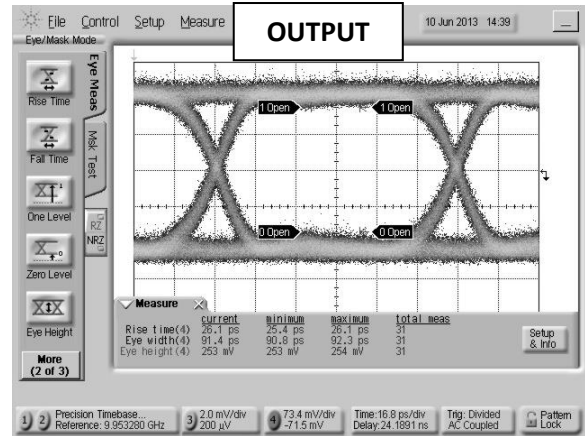 File Control Setup Measure
OUTPUT
10 Jun 2013 14:39
Eye/Mask Mode
Eye Meas
Msk Test
RZ
NRZ
Rise Time
Fall Time
One Level
Zero Level
Eye Height
More
(2 of 3)
1 Open 1 Open
0 Open 0 Open
Measure
current minimum maximum total meas
Rise time(4) 26.1 ps 25.4 ps 26.1 ps 31
Eye width(4) 91.4 ps 90.8 ps 92.3 ps 31
Eye height(4) 253 mV 253 mV 254 mV 31
Setup
& Info
1 2 Precision Timebase...
Reference: 9.953280 GHz
3 2.0 mV/div
200 µV
4 73.4 mV/div
-71.5 mV
Time:16.8 ps/div
Delay:24.1891 ns
Trig: Divided
AC Coupled
Pattern
Lock